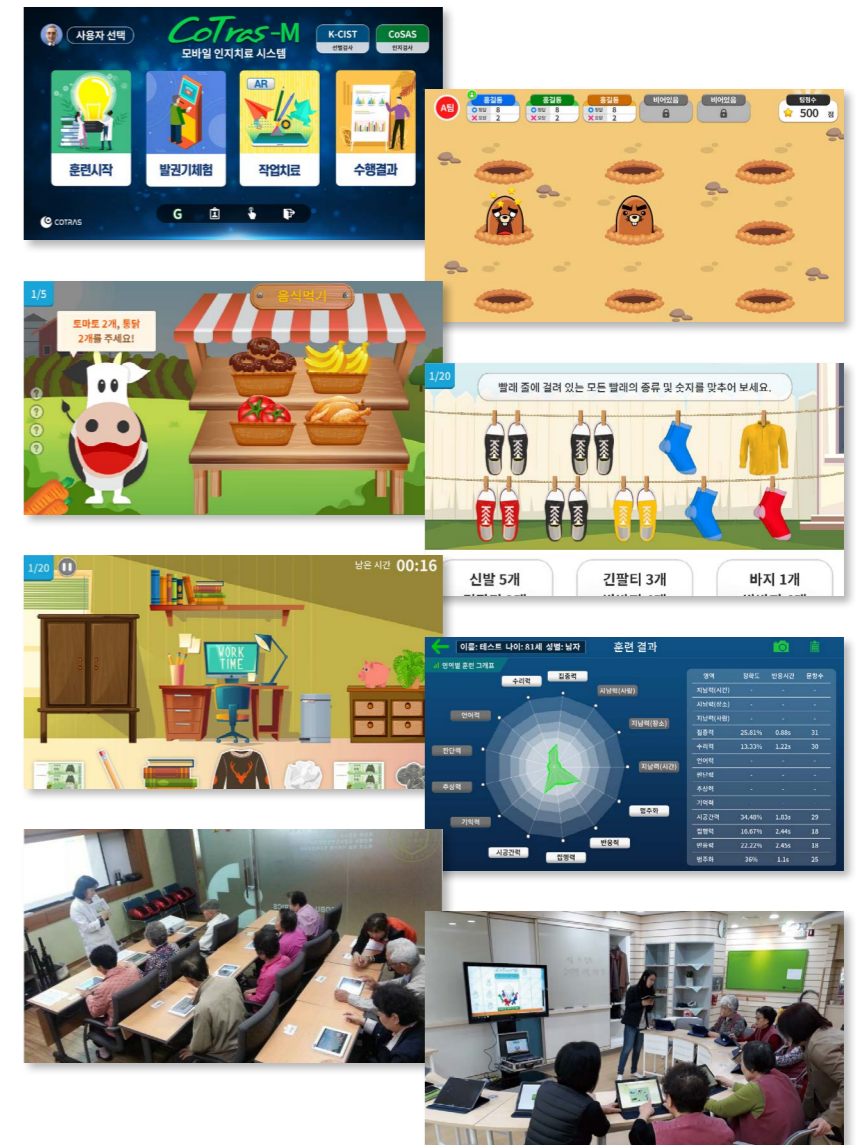 사용자 선택
CoTras-M
모바일 인지치료 시스템
K-CIST
선별검사
CoSAS
인지검사
AR
훈련시작
발권기체험
작업치료
수행결과
G
COTRAS
A팀
홍길동
정답 8
오답 2
홍길동
정답 8
오답 2
홍길동
정답 8
오답 2
비어있음
비어있음
팀점수
500 점
1/5
음식먹기
토마토 2개, 통닭
2개를 주세요!
1/20
빨래 줄에 걸려 있는 모든 빨래의 종류 및 숫자를 맞추어 보세요.
신발 5개
긴팔티 3개
바지 1개
1/20
남은 시간 00:16
WORK
TIME
이름: 테스트 나이: 81세 성별: 남자
훈련 결과
영역별 훈련 그래프
집중력
수리력
지남력(사람)
언어력
지남력(장소)
판단력
지남력(시간)
추상력
범주화
기억력
반응력
시공간력
집행력
영역 정확도 반응시간 문항수
지남력(시간) - - -
지남력(장소) - - -
지남력(사람) - - -
집중력 25.81% 0.88s 31
수리력 13.33% 1.22s 30
언어력 - - -
판단력 - - -
추상력 - - -
기억력
시공간력 34.48% 1.83s 29
집행력 16.67% 2.44s 18
반응력 22.22% 2.45s 18
범주화 36% 1.1s 25